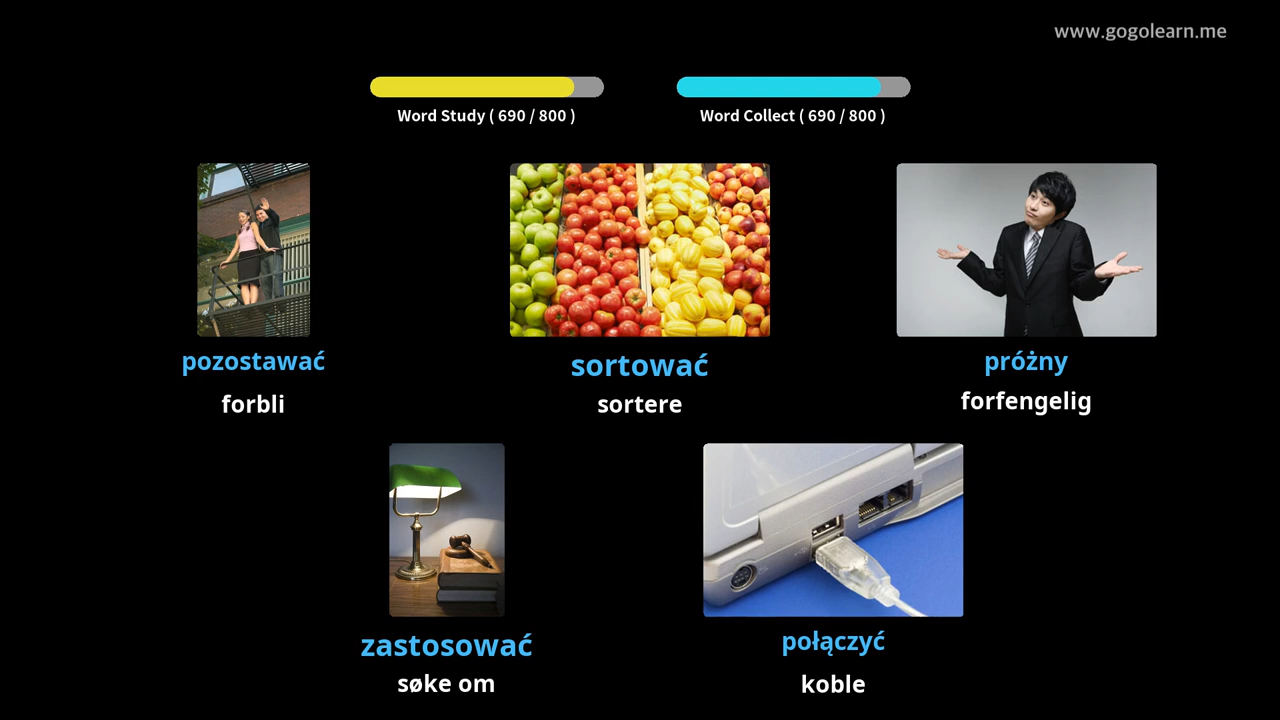 www.gogolearn.me
Word Study ( 690 / 800 )
Word Collect ( 690 / 800 )
pozostawać
sortować
próżny
forbli
sortere
forfengelig
zastosować
połączyć
søke om
koble